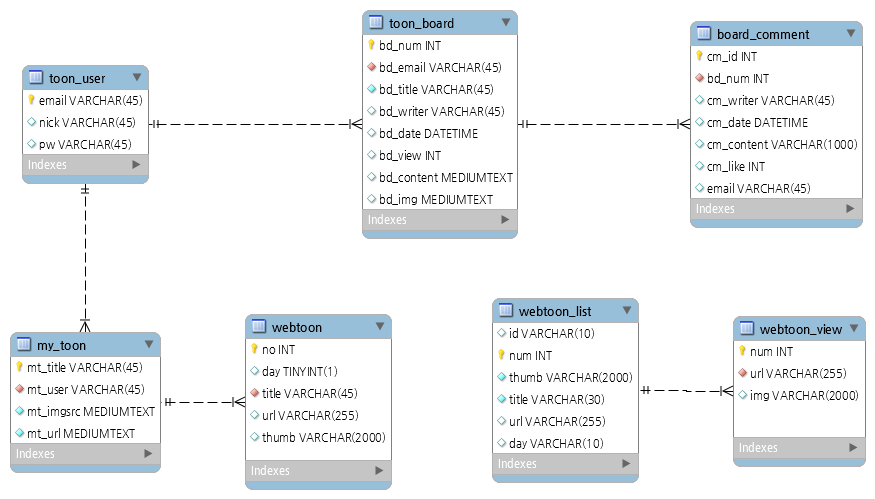 toon_user
email VARCHAR(45)
nick VARCHAR(45)
pw VARCHAR(45)
Indexes
toon_board
bd_num INT
bd_email VARCHAR(45)
bd_title VARCHAR(45)
bd_writer VARCHAR(45)
bd_date DATETIME
bd_view INT
bd_content MEDIUMTEXT
bd_img MEDIUMTEXT
Indexes
board_comment
cm_id INT
bd_num INT
cm_writer VARCHAR(45)
cm_date DATETIME
cm_content VARCHAR(1000)
cm_like INT
email VARCHAR(45)
Indexes
my_toon
mt_title VARCHAR(45)
mt_user VARCHAR(45)
mt_imgsrc MEDIUMTEXT
mt_url MEDIUMTEXT
Indexes
webtoon
no INT
day TINYINT(1)
title VARCHAR(45)
url VARCHAR(255)
thumb VARCHAR(2000)
Indexes
webtoon_list
id VARCHAR(10)
num INT
thumb VARCHAR(2000)
title VARCHAR(30)
url VARCHAR(255)
day VARCHAR(10)
Indexes
webtoon_view
num INT
url VARCHAR(255)
img VARCHAR(2000)
Indexes